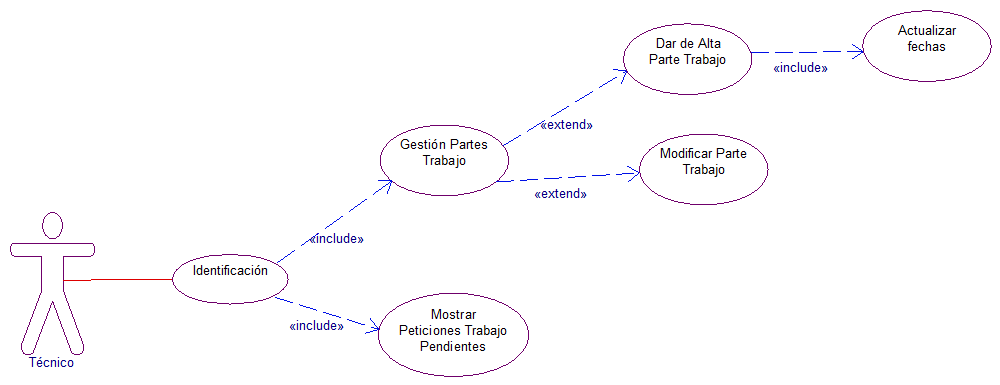 Dar de Alta
Parte Trabajo
Actualizar
fechas
«include»
«extend»
Gestión Partes
Trabajo
Modificar Parte
Trabajo
«extend»
«include»
Identificación
«include»
Mostrar
Peticiones Trabajo
Pendientes
Técnico